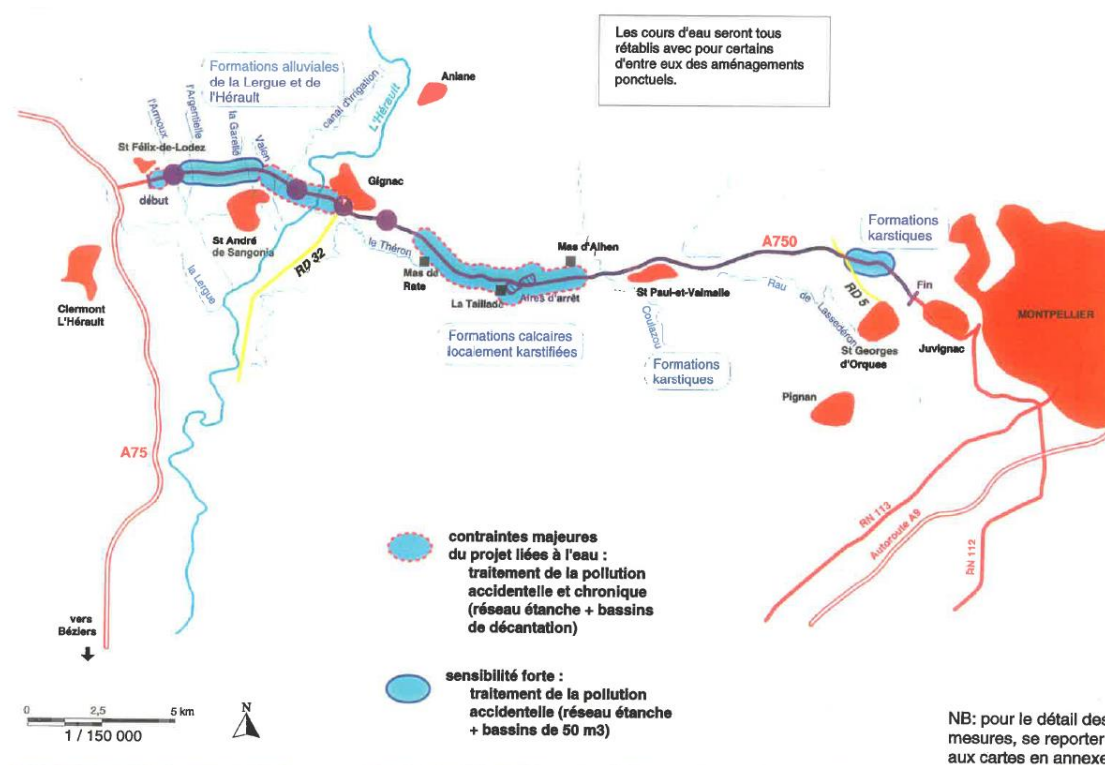 Les cours d'eau seront tous
rétablis avec pour certains
d'entre eux des aménagements
ponctuels.
Formations alluviales
de la Lergue et de
l'Hérault
Aniane
canal d'irrigation
L'Hérault
l'Armoux
l'Argentielle
la Garelle
Valen
St Félix-de-Lodez
début
Gignac
St André
de Sangonis
RD 32
le Théron
la Lergue
Clermont
L'Hérault
Mas de
Rate
Mas d'Alhen
La Taillade
Aires d'arrêt
Formations calcaires
localement karstifiées
St Paul-et-Valmalle
Coulazou
Formations
karstiques
A750
Formations
karstiques
RD 5
Fin
Rau de Lassedéron
St Georges
d'Orques
Juvignac
MONTPELLIER
Pignan
A75
RN 113
Autoroute A9
RN 112
contraintes majeures
du projet liées à l'eau :
traitement de la pollution
accidentelle et chronique
(réseau étanche + bassins
de décantation)
sensibilité forte :
traitement de la pollution
accidentelle (réseau étanche
+ bassins de 50 m3)
vers
Béziers
0 2,5 5 km
1 / 150 000
N
NB: pour le détail des
mesures, se reporter
aux cartes en annexe